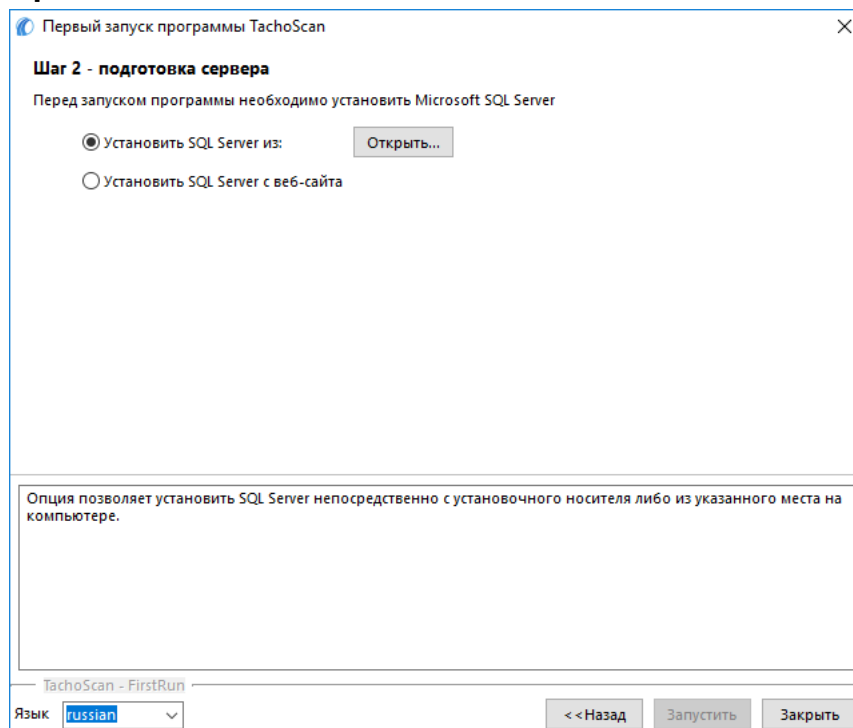 Первый запуск программы TachoScan
Шаг 2 - подготовка сервера
Перед запуском программы необходимо установить Microsoft SQL Server
Установить SQL Server из:
Открыть...
Установить SQL Server с веб-сайта
Опция позволяет установить SQL Server непосредственно с установочного носителя либо из указанного места на
компьютере.
TachoScan - FirstRun
Язык russian <<Назад Запустить Закрыть